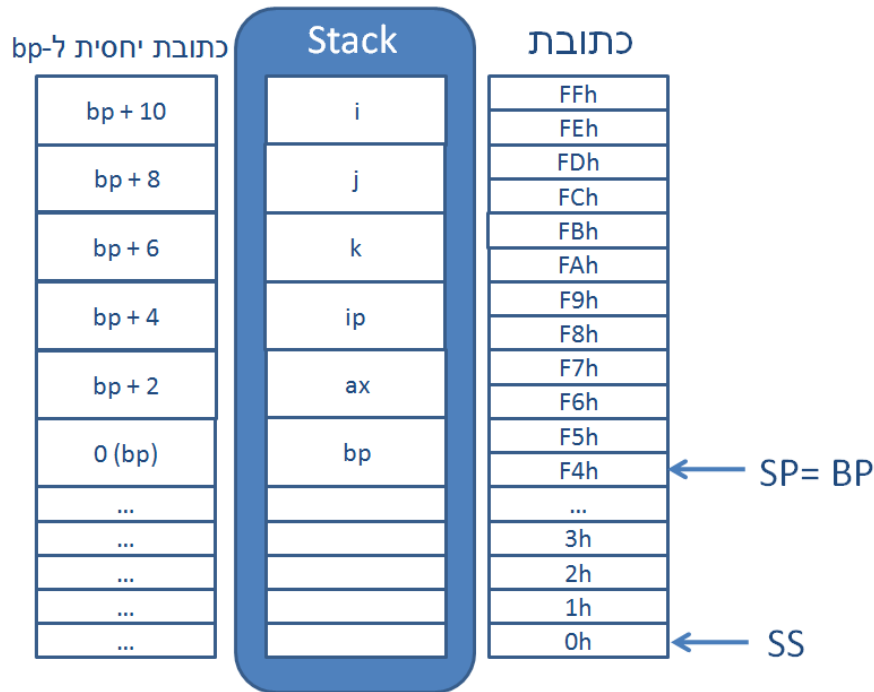 כתובת יחסית ל-bp
Stack
כתובת
bp + 10
bp + 8
bp + 6
bp + 4
bp + 2
0 (bp)
...
...
...
...
...
i
j
k
ip
ax
bp
FFh
FEh
FDh
FCh
FBh
FAh
F9h
F8h
F7h
F6h
F5h
F4h
...
3h
2h
1h
0h
SP= BP
SS